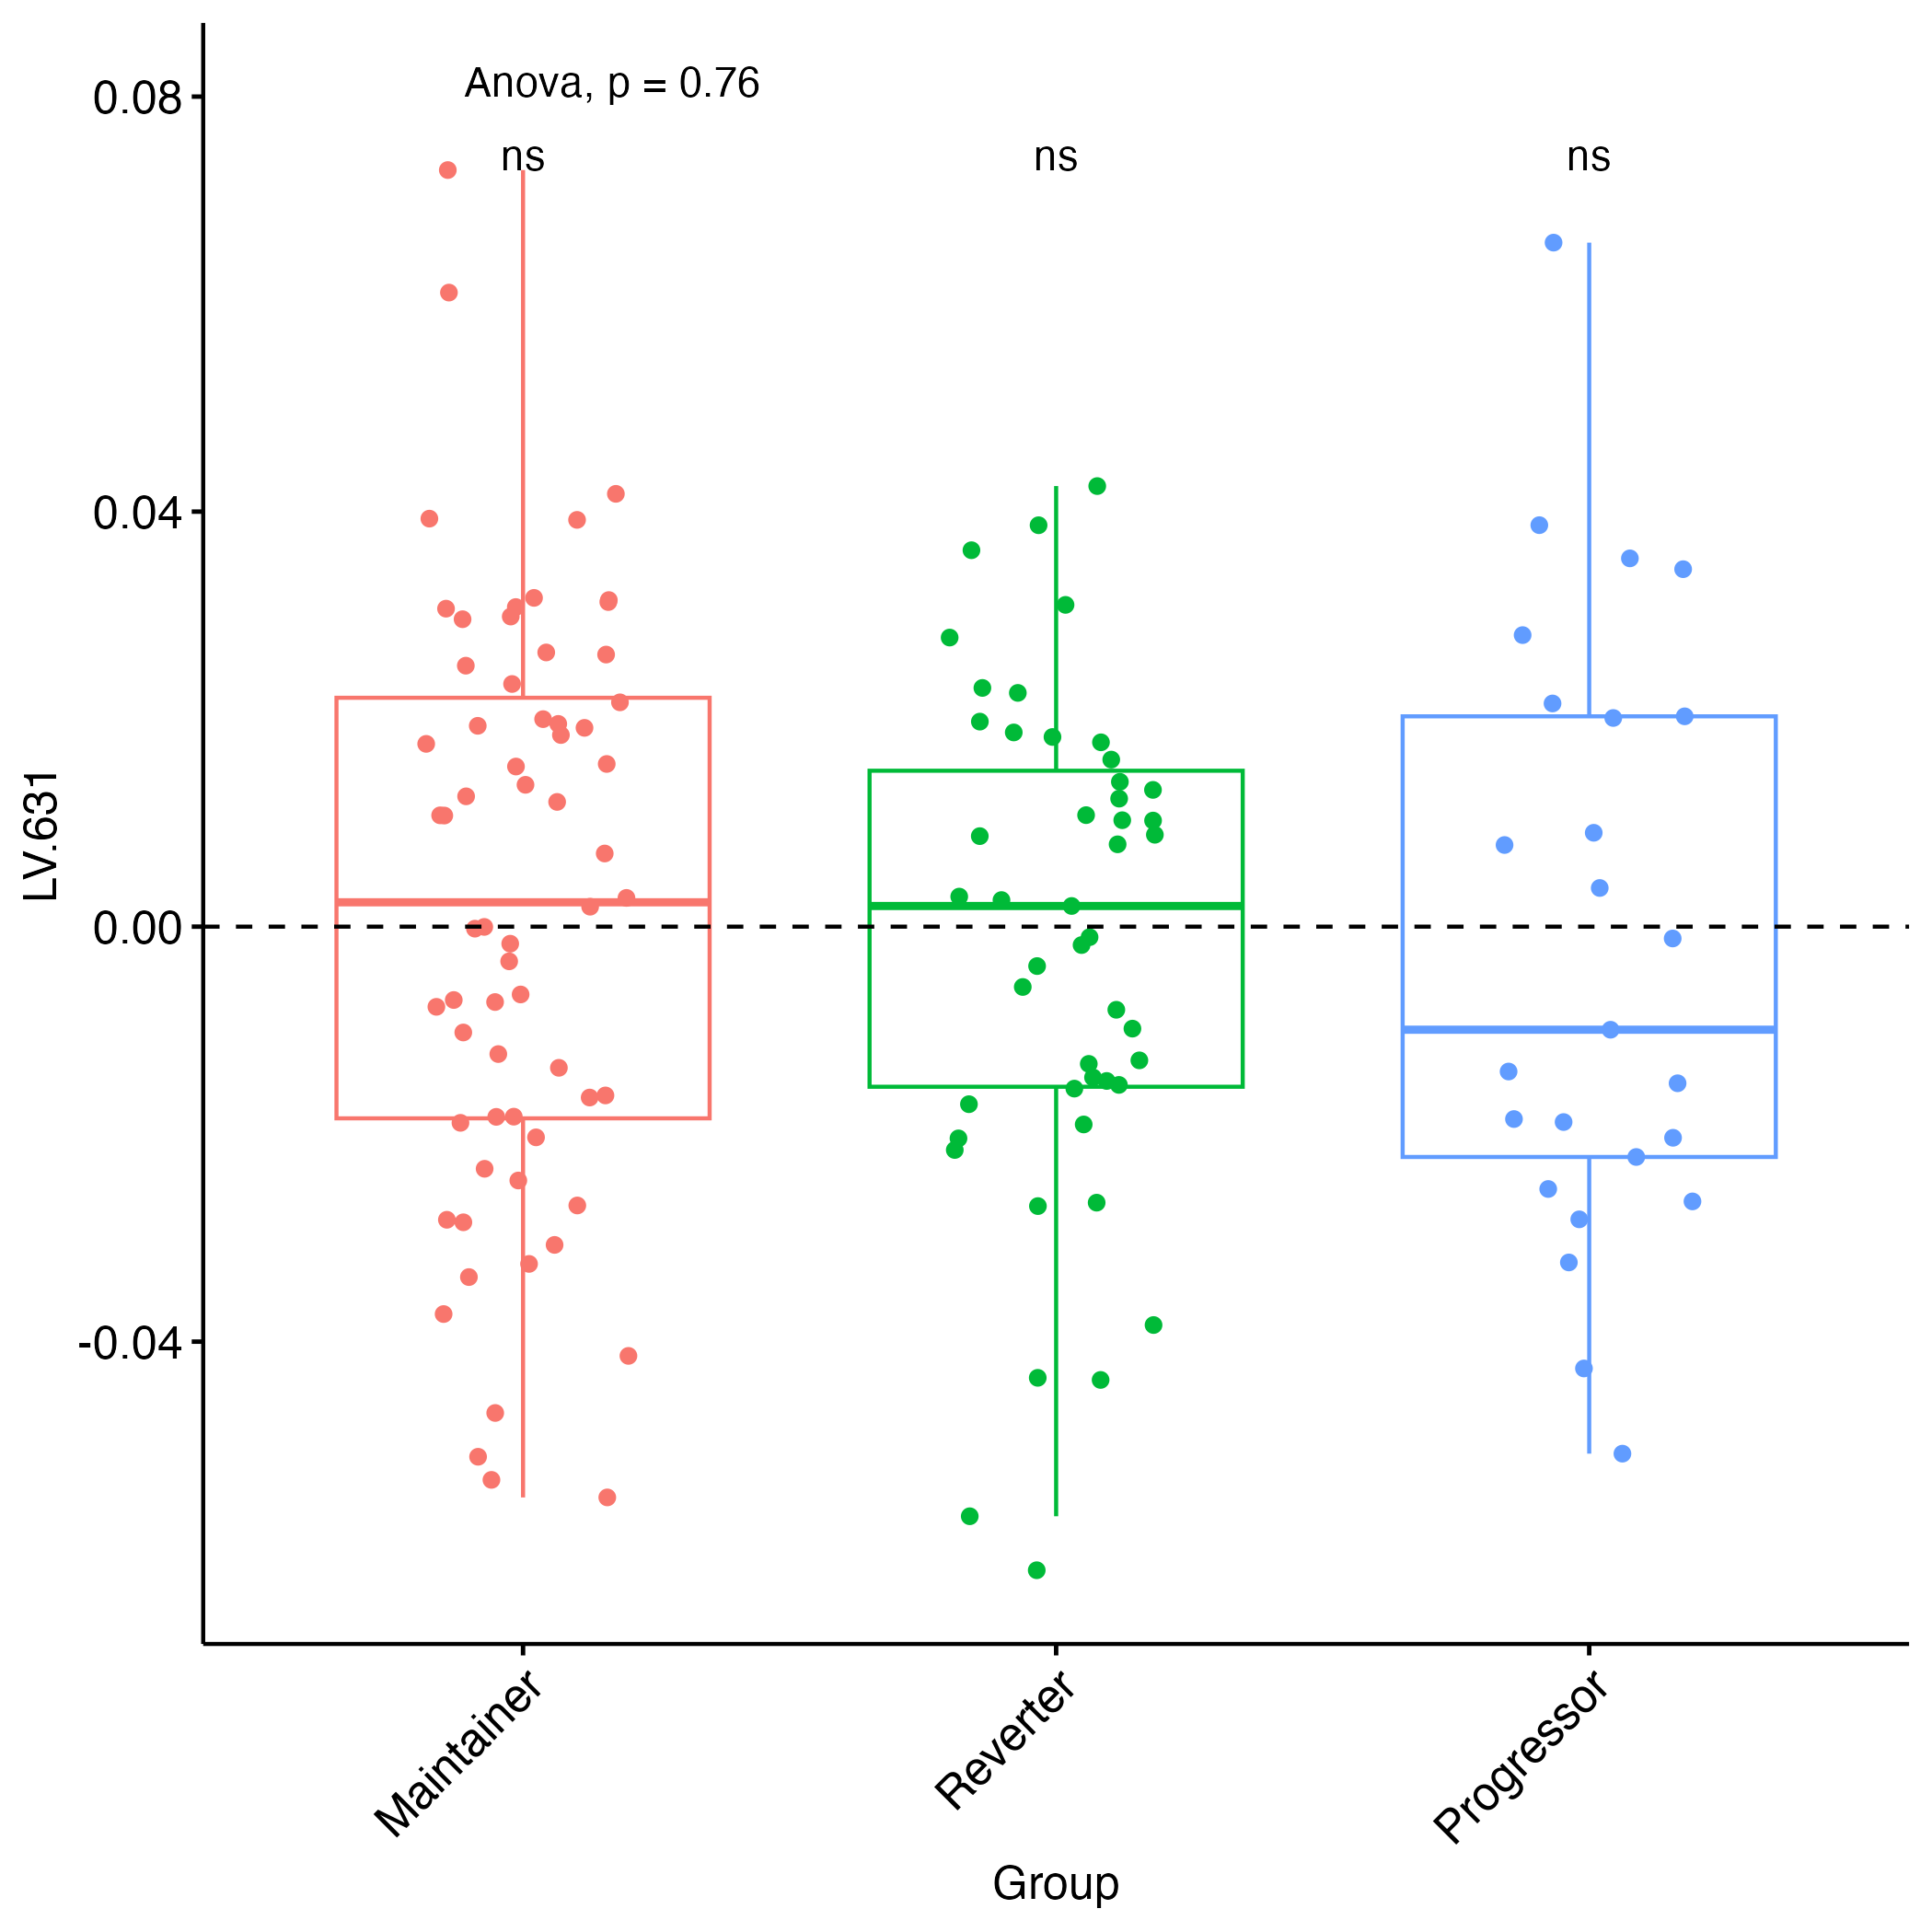 Anova, p = 0.76
ns ns ns
0.08
0.04
0.00
-0.04
LV.631
Maintainer
Reverter
Progressor
Group